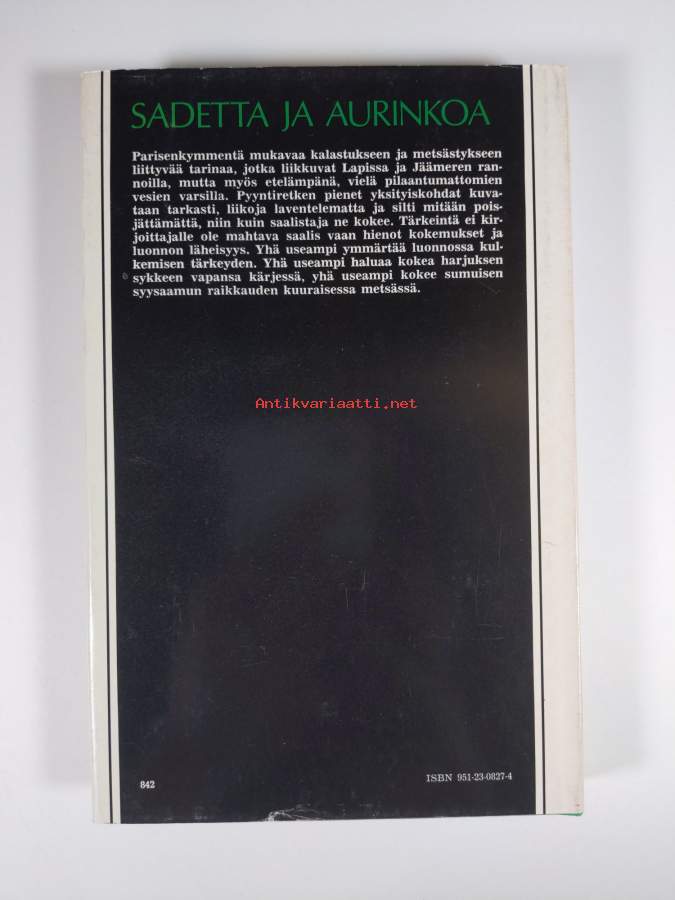 SADETTA JA AURINKOA
Parisenkymmentä mukavaa kalastukseen ja metsästykseen
liittyvää tarinaa, jotka liikkuvat Lapissa ja Jäämeren ran-
noilla, mutta myös etelämpänä, vielä pilaantumattomien
vesien varsilla. Pyyntiretken pienet yksityiskohdat kuva-
taan tarkasti, liikoja laventelematta ja silti mitään pois-
jättämättä, niin kuin saalistaja ne kokee. Tärkeintä ei kir-
joittajalle ole mahtava saalis vaan hienot kokemukset ja
luonnon läheisyys. Yhä useampi ymmärtää luonnossa kul-
kemisen tärkeyden. Yhä useampi haluaa kokea harjuksen
sykkeen vapansa kärjessä, yhä useampi kokee sumuisen
syysaamun raikkauden kuuraisessa metsässä.
Antikvariaatti.net
842
ISBN 951-23-0827-4